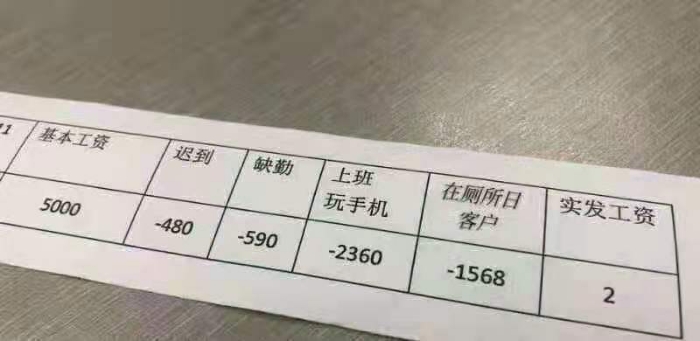 11
基本工资
迟到
缺勤
上班
玩手机
在厕所日
客户
实发工资
5000
-480
-590
-2360
-1568
2